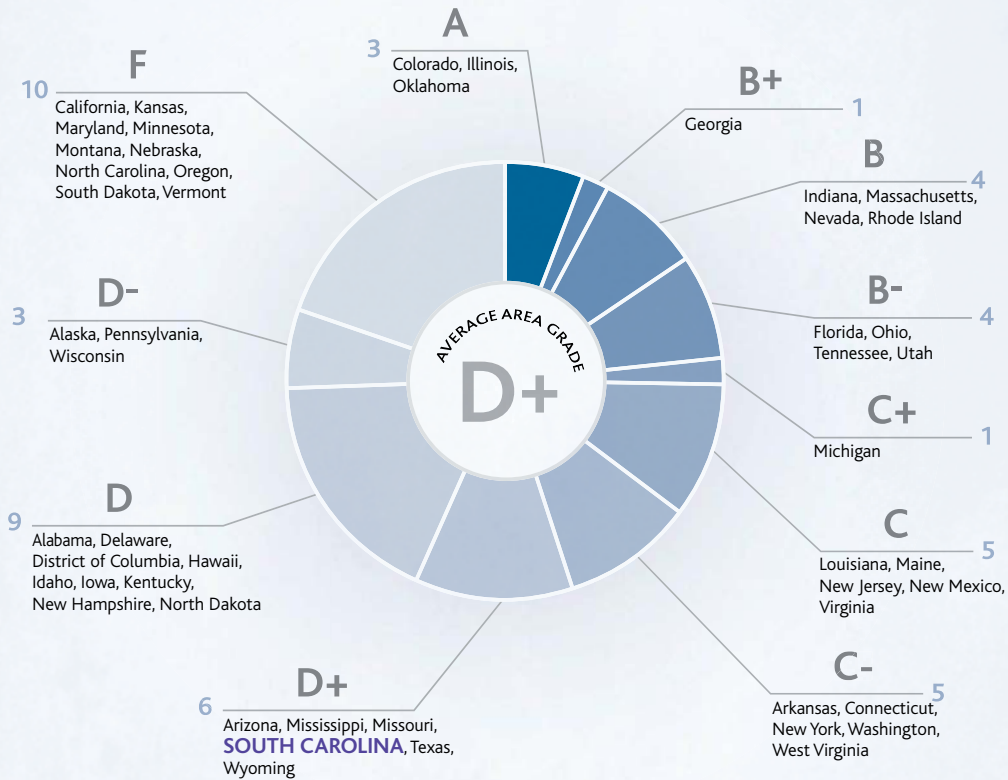 A
3
Colorado, Illinois,
Oklahoma
B+
1
Georgia
B
4
Indiana, Massachusetts,
Nevada, Rhode Island
B-
4
Florida, Ohio,
Tennessee, Utah
C+
1
Michigan
C
5
Louisiana, Maine,
New Jersey, New Mexico,
Virginia
C-
5
Arkansas, Connecticut,
New York, Washington,
West Virginia
D+
6
Arizona, Mississippi, Missouri,
SOUTH CAROLINA, Texas,
Wyoming
D
9
Alabama, Delaware,
District of Columbia, Hawaii,
Idaho, Iowa, Kentucky,
New Hampshire, North Dakota
D-
3
Alaska, Pennsylvania,
Wisconsin
F
10
California, Kansas,
Maryland, Minnesota,
Montana, Nebraska,
North Carolina, Oregon,
South Dakota, Vermont
AVERAGE AREA GRADE
D+